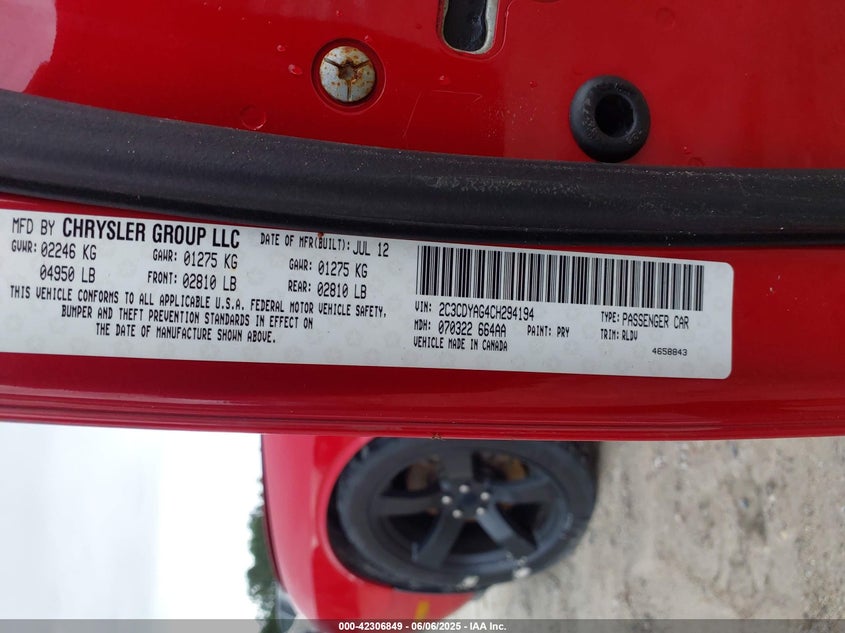 MFD BY CHRYSLER GROUP LLC DATE OF MFR(BUILT): JUL 12
GVWR: 02246 KG GAWR: 01275 KG GAWR: 01275 KG
04950 LB FRONT: 02810 LB REAR: 02810 LB
THIS VEHICLE CONFORMS TO ALL APPLICABLE U.S.A. FEDERAL MOTOR VEHICLE SAFETY,
BUMPER AND THEFT PREVENTION STANDARDS IN EFFECT ON
THE DATE OF MANUFACTURE SHOWN ABOVE.
VIN: 2C3CDYAG4CH294194 TYPE: PASSENGER CAR
MDH: 070322 664AA PAINT: PRY TRIM: RLDV
VEHICLE MADE IN CANADA 4658843
000-42306849 06/06/2025 - IAA Inc.